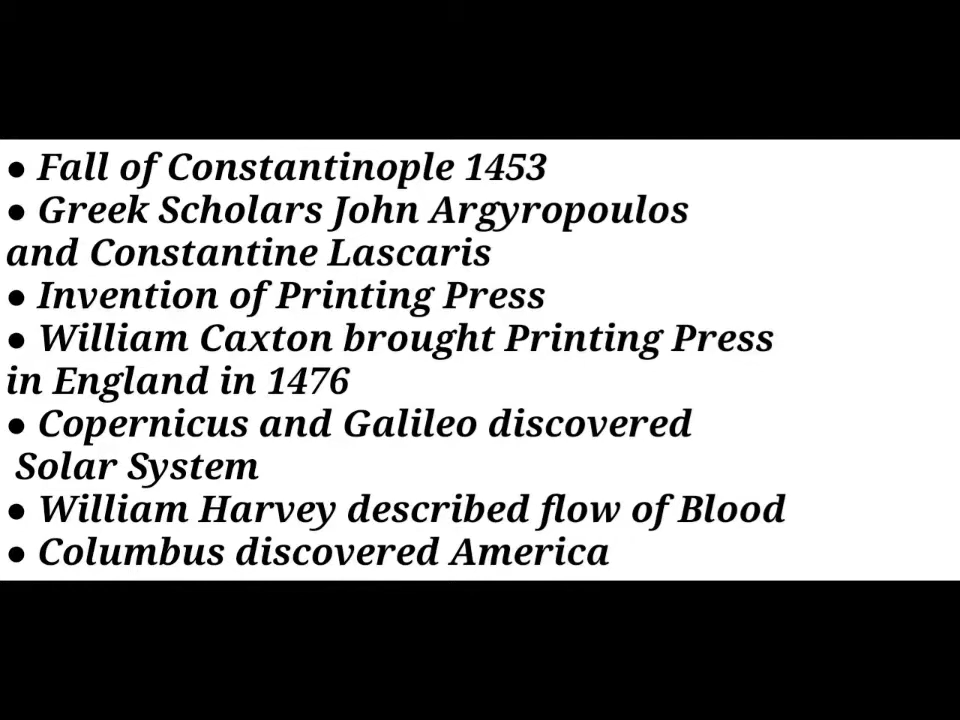 ● Fall of Constantinople 1453
● Greek Scholars John Argyropoulos
and Constantine Lascaris
● Invention of Printing Press
● William Caxton brought Printing Press
in England in 1476
● Copernicus and Galileo discovered
Solar System
● William Harvey described flow of Blood
● Columbus discovered America